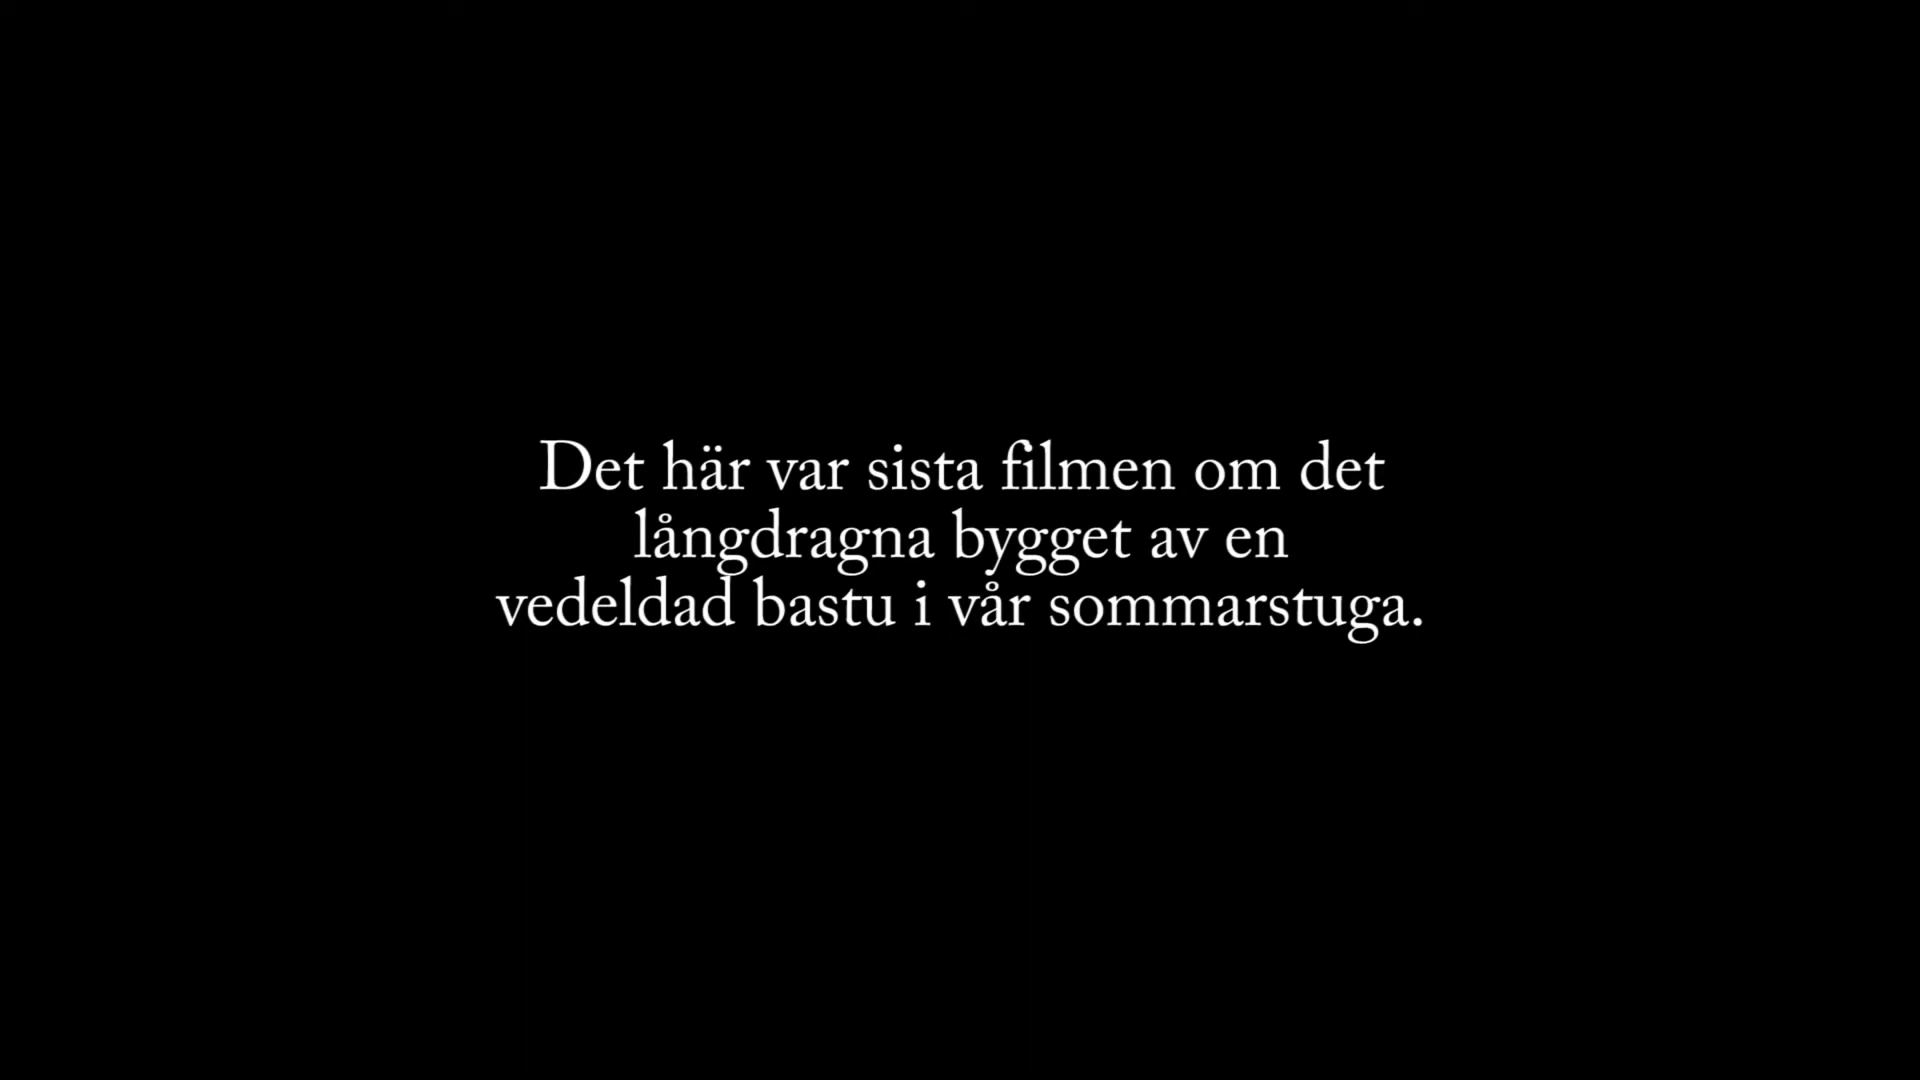 Det här var sista filmen om det
långdragna bygget av en
vedeldad bastu i vår sommarstuga.